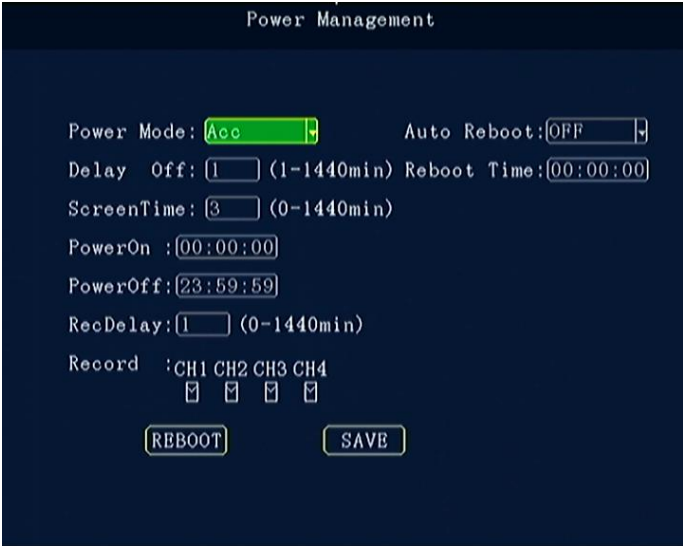 Power Management
Power Mode: Acc Auto Reboot: OFF
Delay Off: 1 (1-1440min) Reboot Time: 00:00:00
ScreenTime: 3 (0-1440min)
PowerOn : 00:00:00
PowerOff: 23:59:59
RecDelay: 1 (0-1440min)
Record : CH1 CH2 CH3 CH4
REBOOT SAVE